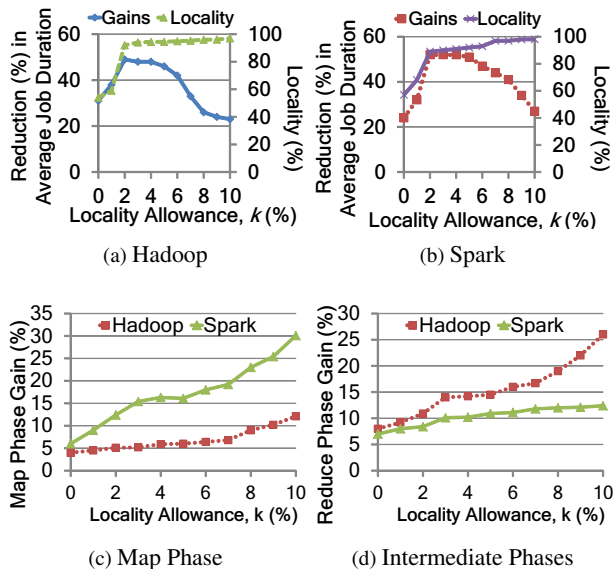 Gains Locality
Reduction (%) in
Average Job Duration
60
40
20
0
100
80
60
40
20
0
Locality (%)
0 2 4 6 8 10
Locality Allowance, k (%)
(a) Hadoop
Gains Locality
Reduction (%) in
Average Job Duration
60
40
20
0
100
80
60
40
20
0
Locality (%)
0 2 4 6 8 10
Locality Allowance, k (%)
(b) Spark
Hadoop Spark
Map Phase Gain (%)
35
30
25
20
15
10
5
0
0 2 4 6 8 10
Locality Allowance, k (%)
(c) Map Phase
Hadoop Spark
Reduce Phase Gain (%)
30
25
20
15
10
5
0
0 2 4 6 8 10
Locality Allowance, k (%)
(d) Intermediate Phases